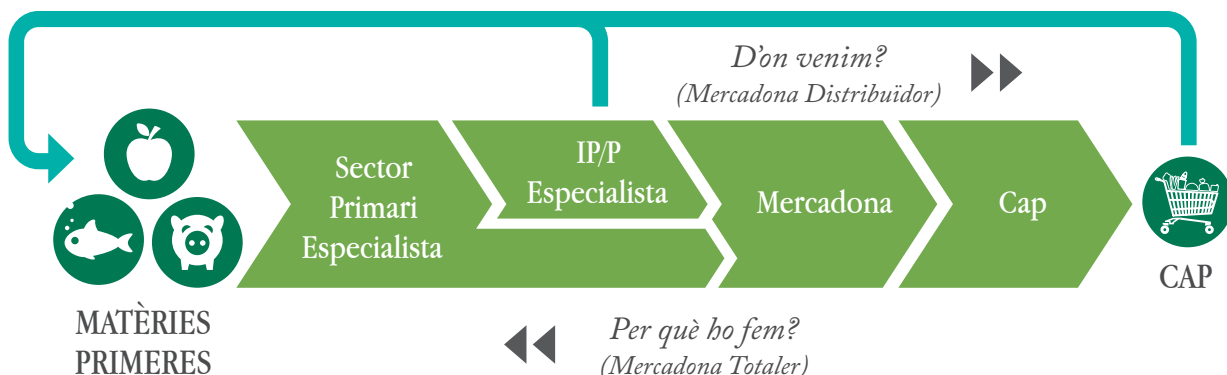 D'on venim?
(Mercadona Distribuïdor)
Sector
Primari
Especialista
IP/P
Especialista
Mercadona
Cap
CAP
MATÈRIES
PRIMERES
Per què ho fem?
(Mercadona Totaler)